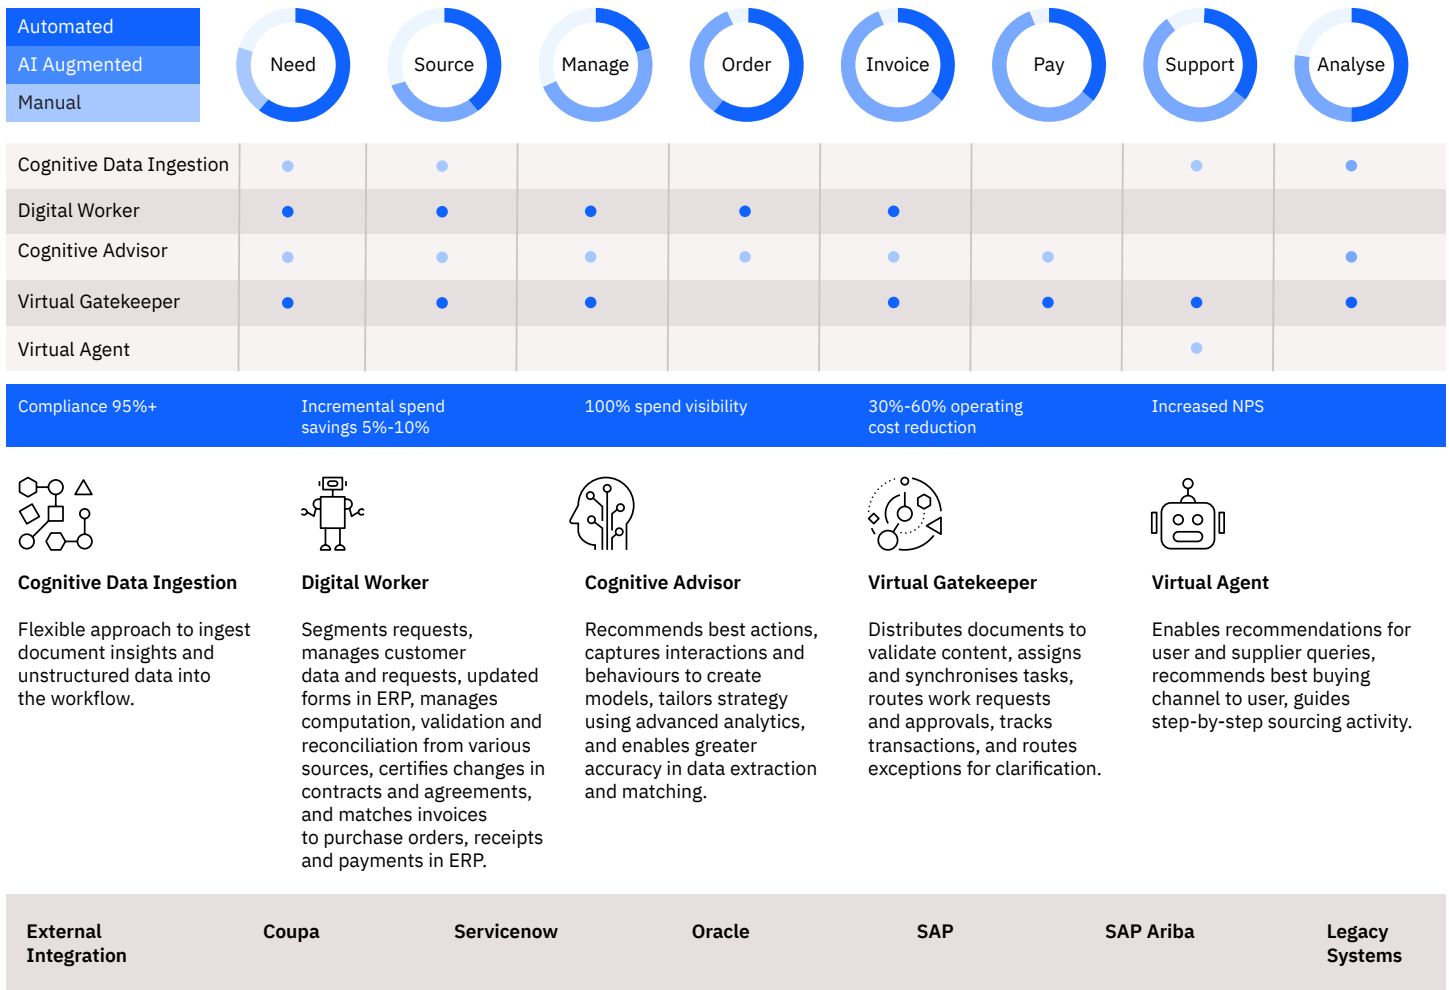 Automated
AI Augmented
Manual
Need
Source
Manage
Order
Invoice
Pay
Support
Analyse
Cognitive Data Ingestion
Digital Worker
Cognitive Advisor
Virtual Gatekeeper
Virtual Agent
Compliance 95%+
Incremental spend
savings 5%-10%
100% spend visibility
30%-60% operating
cost reduction
Increased NPS
Cognitive Data Ingestion
Flexible approach to ingest
document insights and
unstructured data into
the workflow.
Digital Worker
Segments requests,
manages customer
data and requests, updated
forms in ERP, manages
computation, validation and
reconciliation from various
sources, certifies changes in
contracts and agreements,
and matches invoices
to purchase orders, receipts
and payments in ERP.
Cognitive Advisor
Recommends best actions,
captures interactions and
behaviours to create
models, tailors strategy
using advanced analytics,
and enables greater
accuracy in data extraction
and matching.
Virtual Gatekeeper
Distributes documents to
validate content, assigns
and synchronises tasks,
routes work requests
and approvals, tracks
transactions, and routes
exceptions for clarification.
Virtual Agent
Enables recommendations for
user and supplier queries,
recommends best buying
channel to user, guides
step-by-step sourcing activity.
External
Integration
Coupa
Servicenow
Oracle
SAP
SAP Ariba
Legacy
Systems